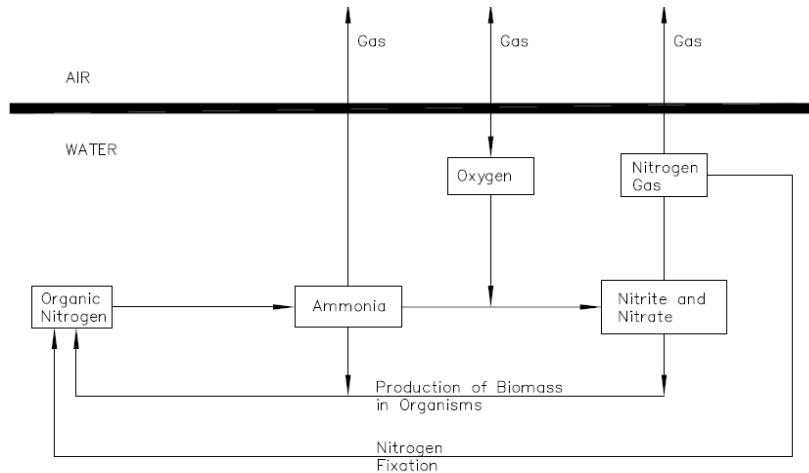 Gas
Gas
Gas
AIR
WATER
Oxygen
Nitrogen
Gas
Organic
Nitrogen
Ammonia
Nitrite and
Nitrate
Production of Biomass
in Organisms
Nitrogen
Fixation